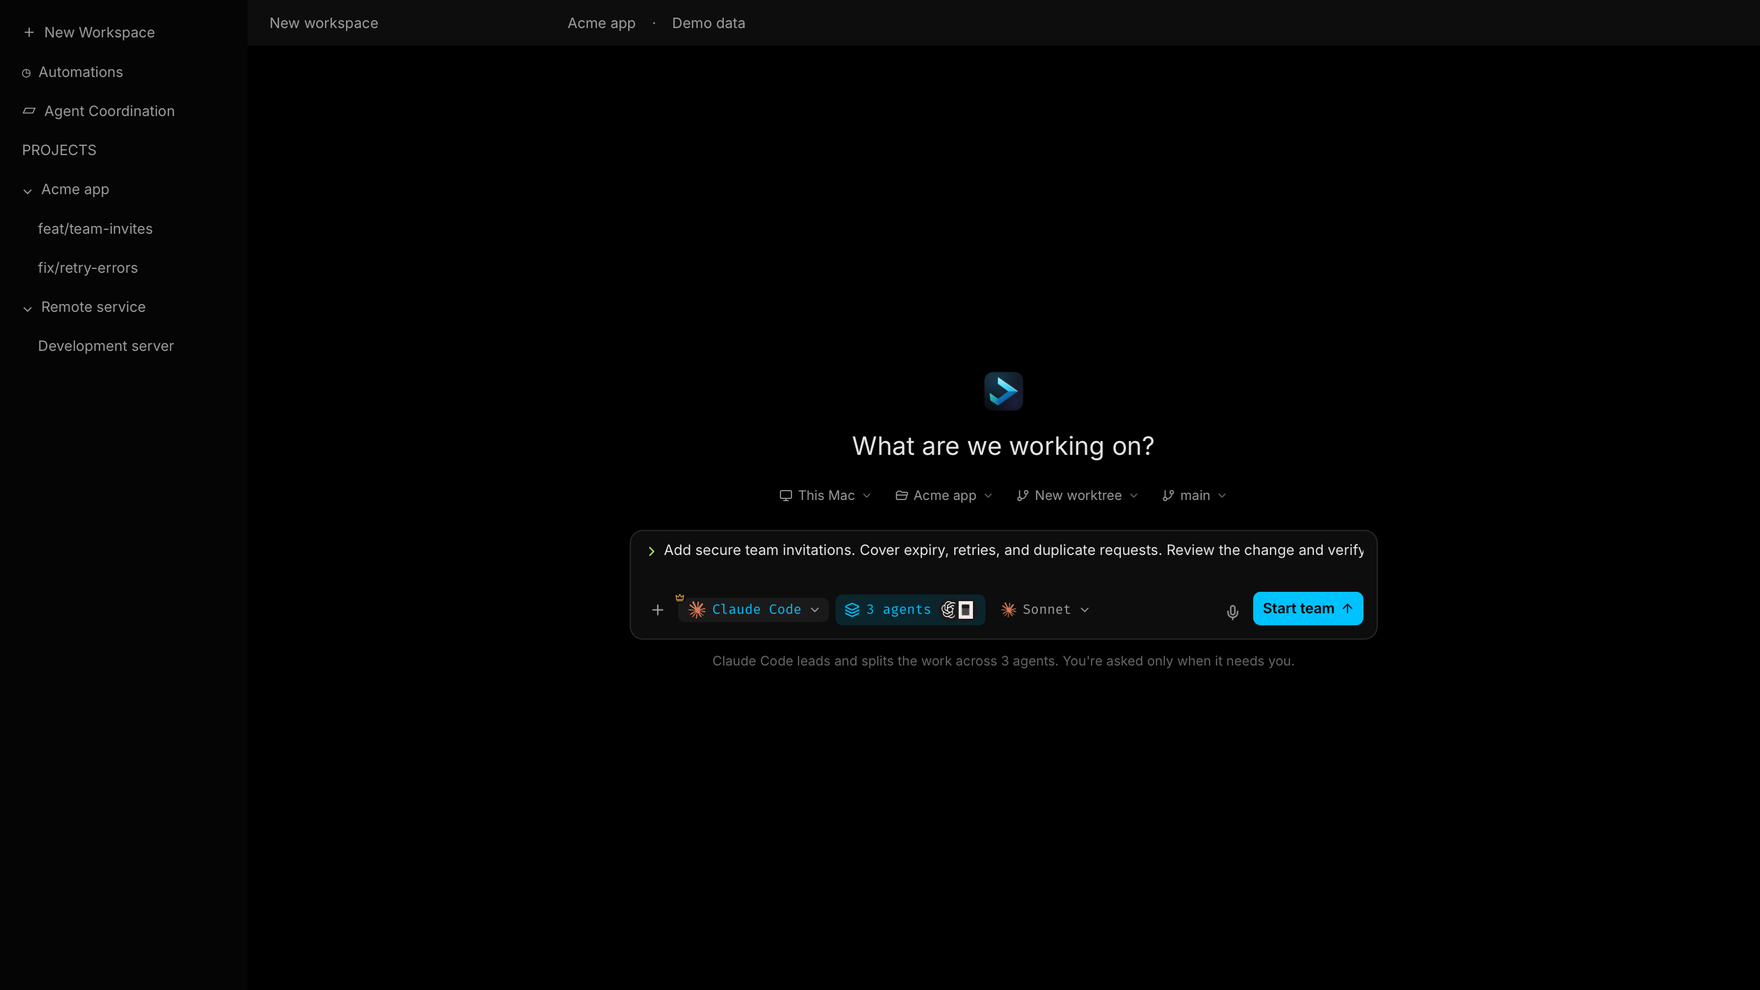 New Workspace
Automations
Agent Coordination
PROJECTS
Acme app
feat/team-invites
fix/retry-errors
Remote service
Development server
New workspace
Acme app · Demo data
What are we working on?
This Mac
Acme app
New worktree
main
Add secure team invitations. Cover expiry, retries, and duplicate requests. Review the change and verify
Claude Code
3 agents
Sonnet
Start team ↑
Claude Code leads and splits the work across 3 agents. You're asked only when it needs you.